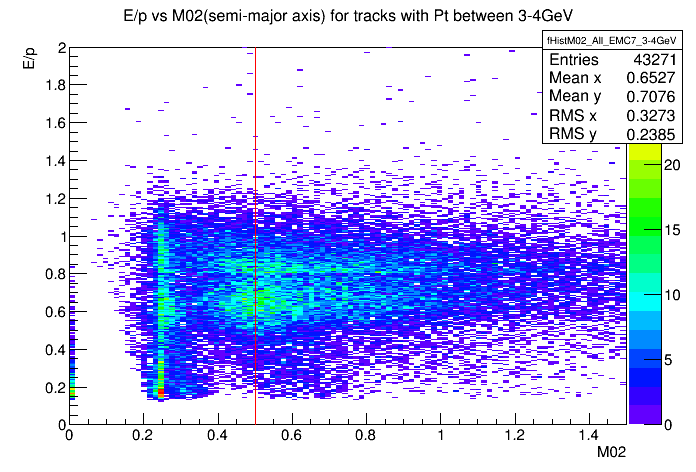 E/p vs M02(semi-major axis) for tracks with Pt between 3-4GeV
fHistM02_All_EMC7_3-4GeV
Entries 43271
Mean x 0.6527
Mean y 0.7076
RMS x 0.3273
RMS y 0.2385
E/p
2
1.8
1.6
1.4
1.2
1
0.8
0.6
0.4
0.2
0
20
15
10
5
0
0 0.2 0.4 0.6 0.8 1 1.2 1.4
M02